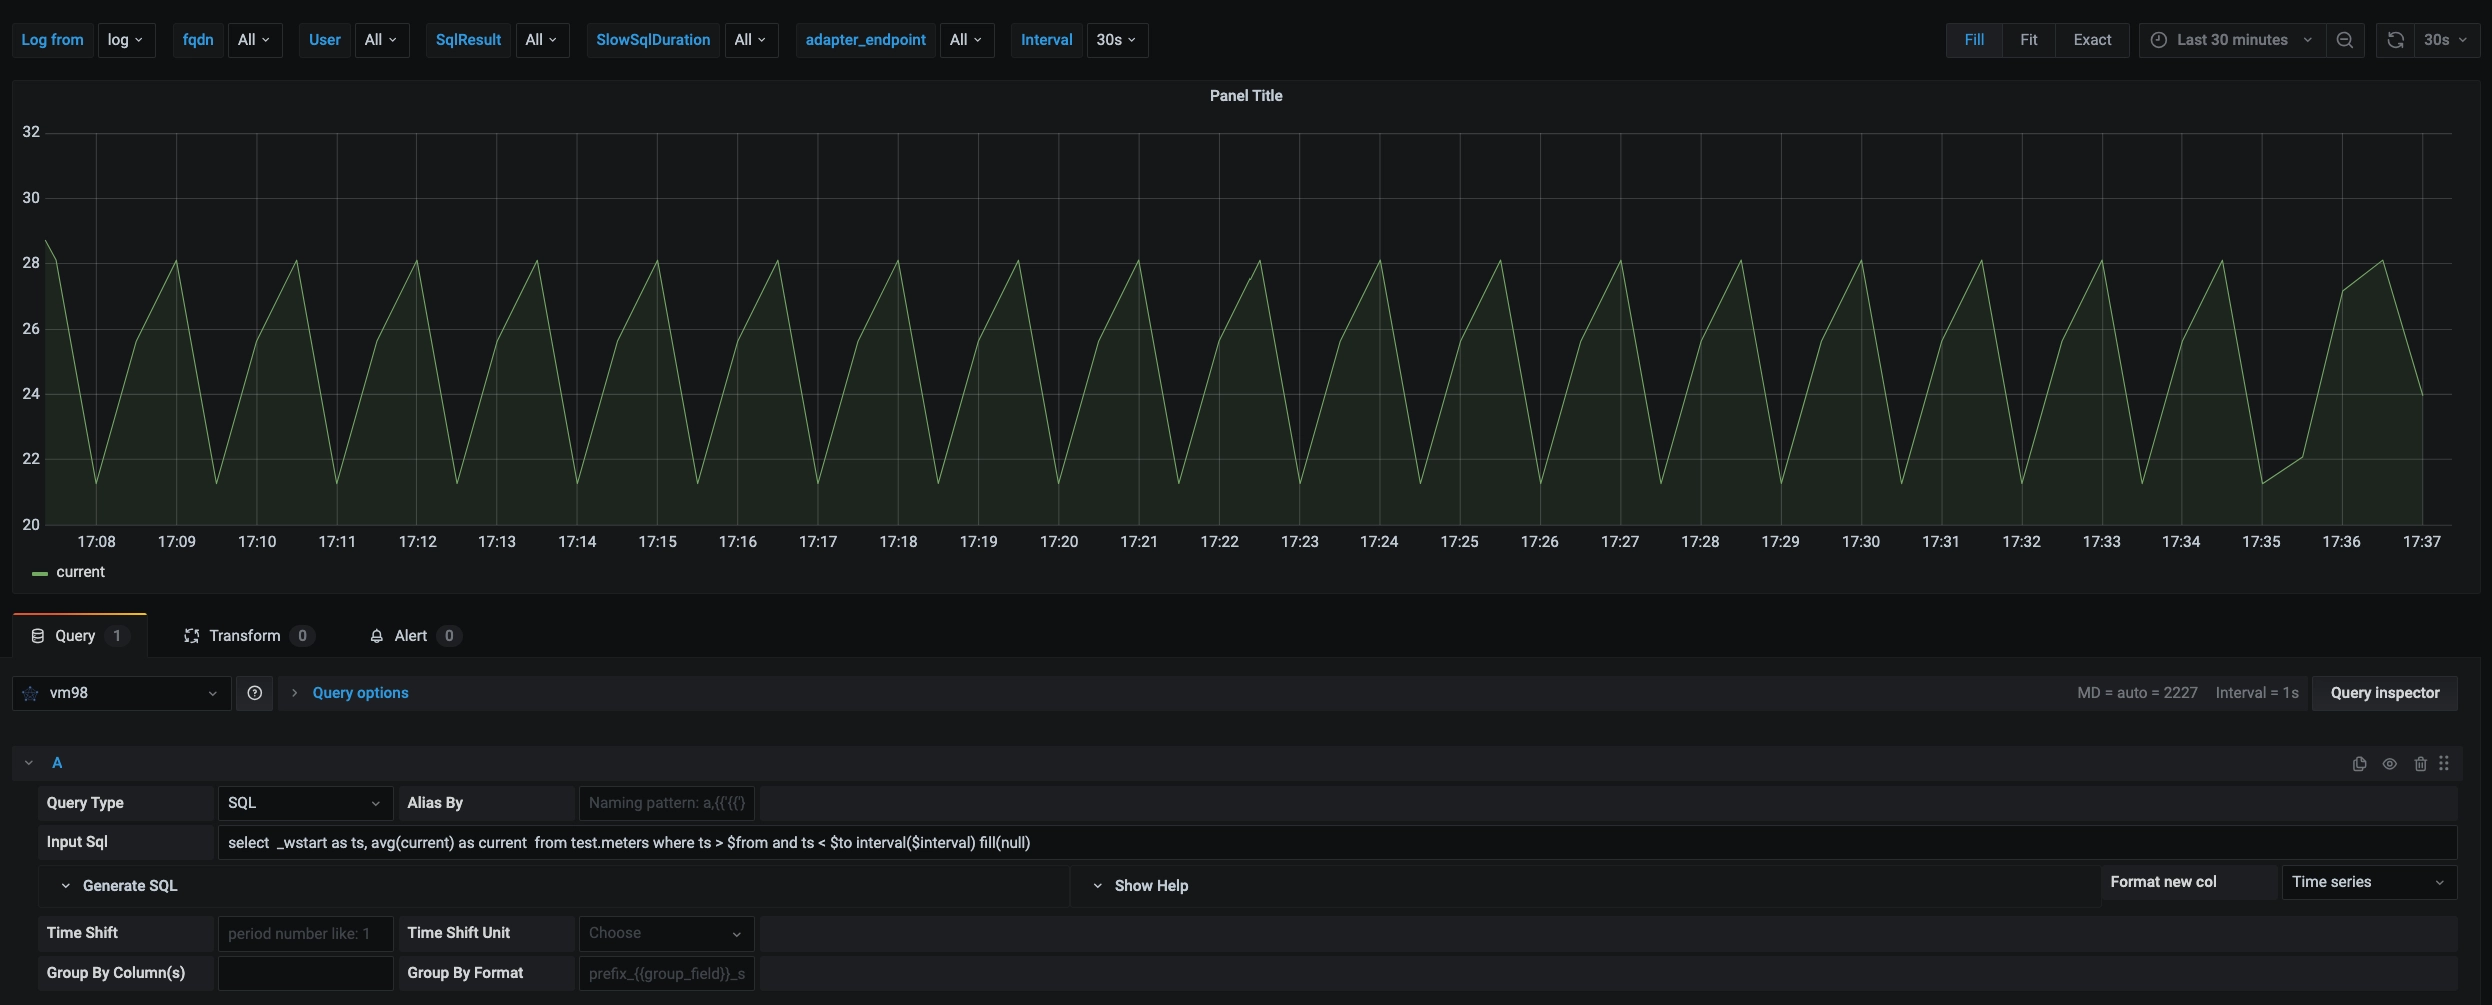 Log from log fqdn All User All SqlResult All SlowSqlDuration All adapter_endpoint All Interval 30s Fill Fit Exact Last 30 minutes 30s
Panel Title
32
30
28
26
24
22
20
17:08 17:09 17:10 17:11 17:12 17:13 17:14 17:15 17:16 17:17 17:18 17:19 17:20 17:21 17:22 17:23 17:24 17:25 17:26 17:27 17:28 17:29 17:30 17:31 17:32 17:33 17:34 17:35 17:36 17:37
current
Query 1 Transform 0 Alert 0
vm98 Query options MD = auto = 2227 Interval = 1s Query inspector
A
Query Type SQL Alias By Naming pattern: a,{{'{{'}
Input Sql select _wstart as ts, avg(current) as current from test.meters where ts > $from and ts < $to interval($interval) fill(null)
Generate SQL Show Help Format new col Time series
Time Shift period number like: 1 Time Shift Unit Choose
Group By Column(s) Group By Format prefix_{{group_field}}_s